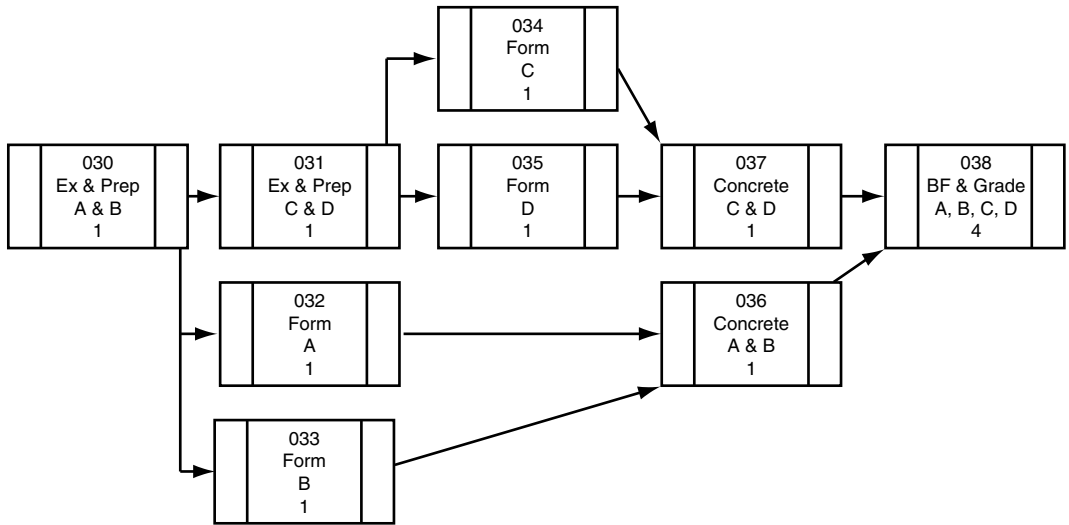 034
Form
C
1
030
Ex & Prep
A & B
1
031
Ex & Prep
C & D
1
035
Form
D
1
037
Concrete
C & D
1
038
BF & Grade
A, B, C, D
4
032
Form
A
1
036
Concrete
A & B
1
033
Form
B
1